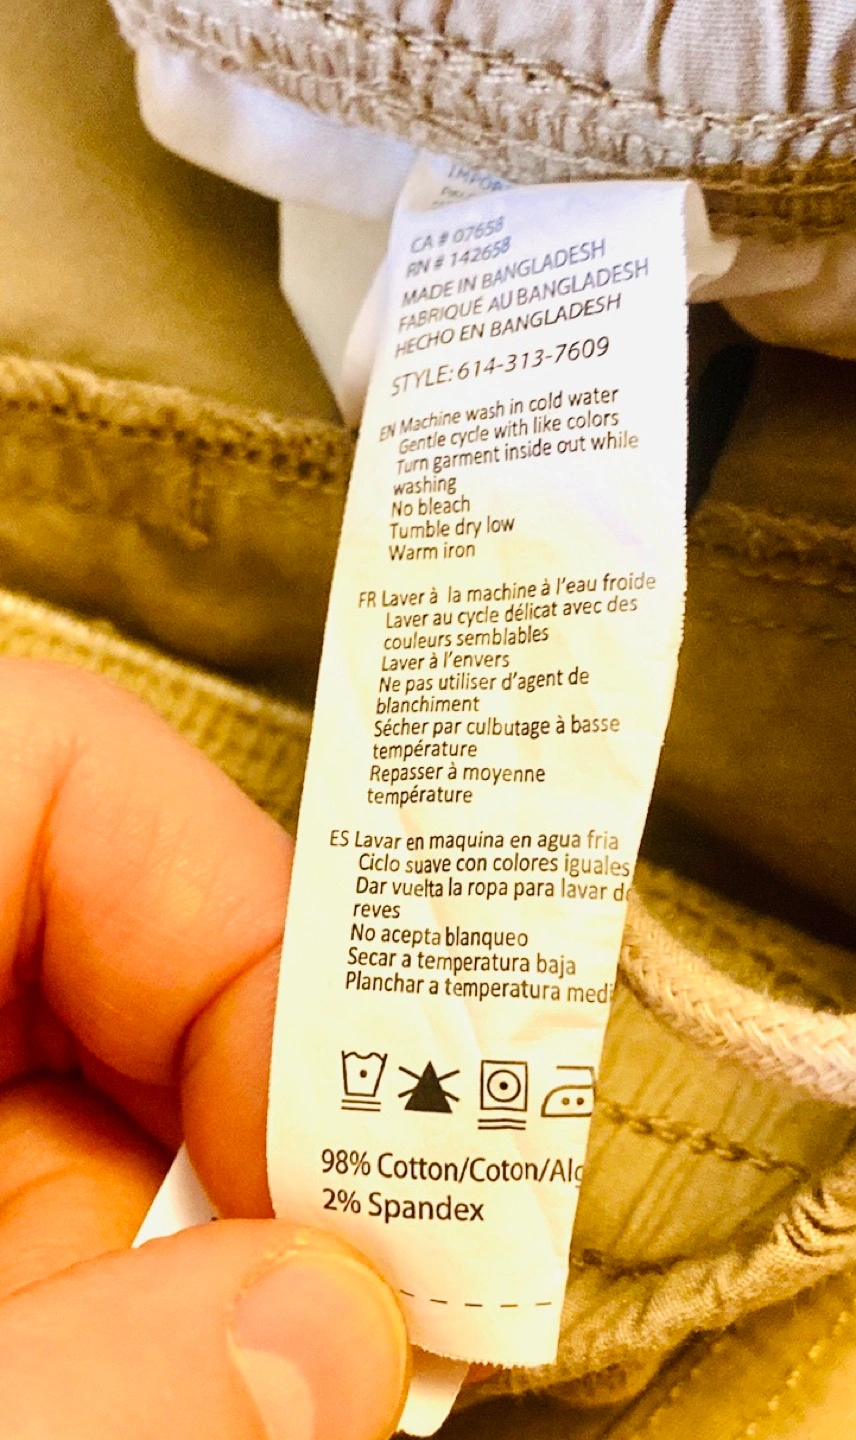 CA # 07658
RN # 142658
MADE IN BANGLADESH
FABRIQUÉ AU BANGLADESH
HECHO EN BANGLADESH
STYLE: 614-313-7609
EN Machine wash in cold water
Gentle cycle with like colors
Turn garment inside out while
washing
No bleach
Tumble dry low
Warm iron
FR Laver à la machine à l'eau froide
Laver au cycle délicat avec des
couleurs semblables
Laver à l'envers
Ne pas utiliser d'agent de
blanchiment
Sécher par culbutage à basse
température
Repasser à moyenne
température
ES Lavar en maquina en agua fria
Ciclo suave con colores iguales
Dar vuelta la ropa para lavar
reves
No acepta blanqueo
Secar a temperatura baja
Planchar a temperatura
98% Cotton/Coton/
2% Spandex